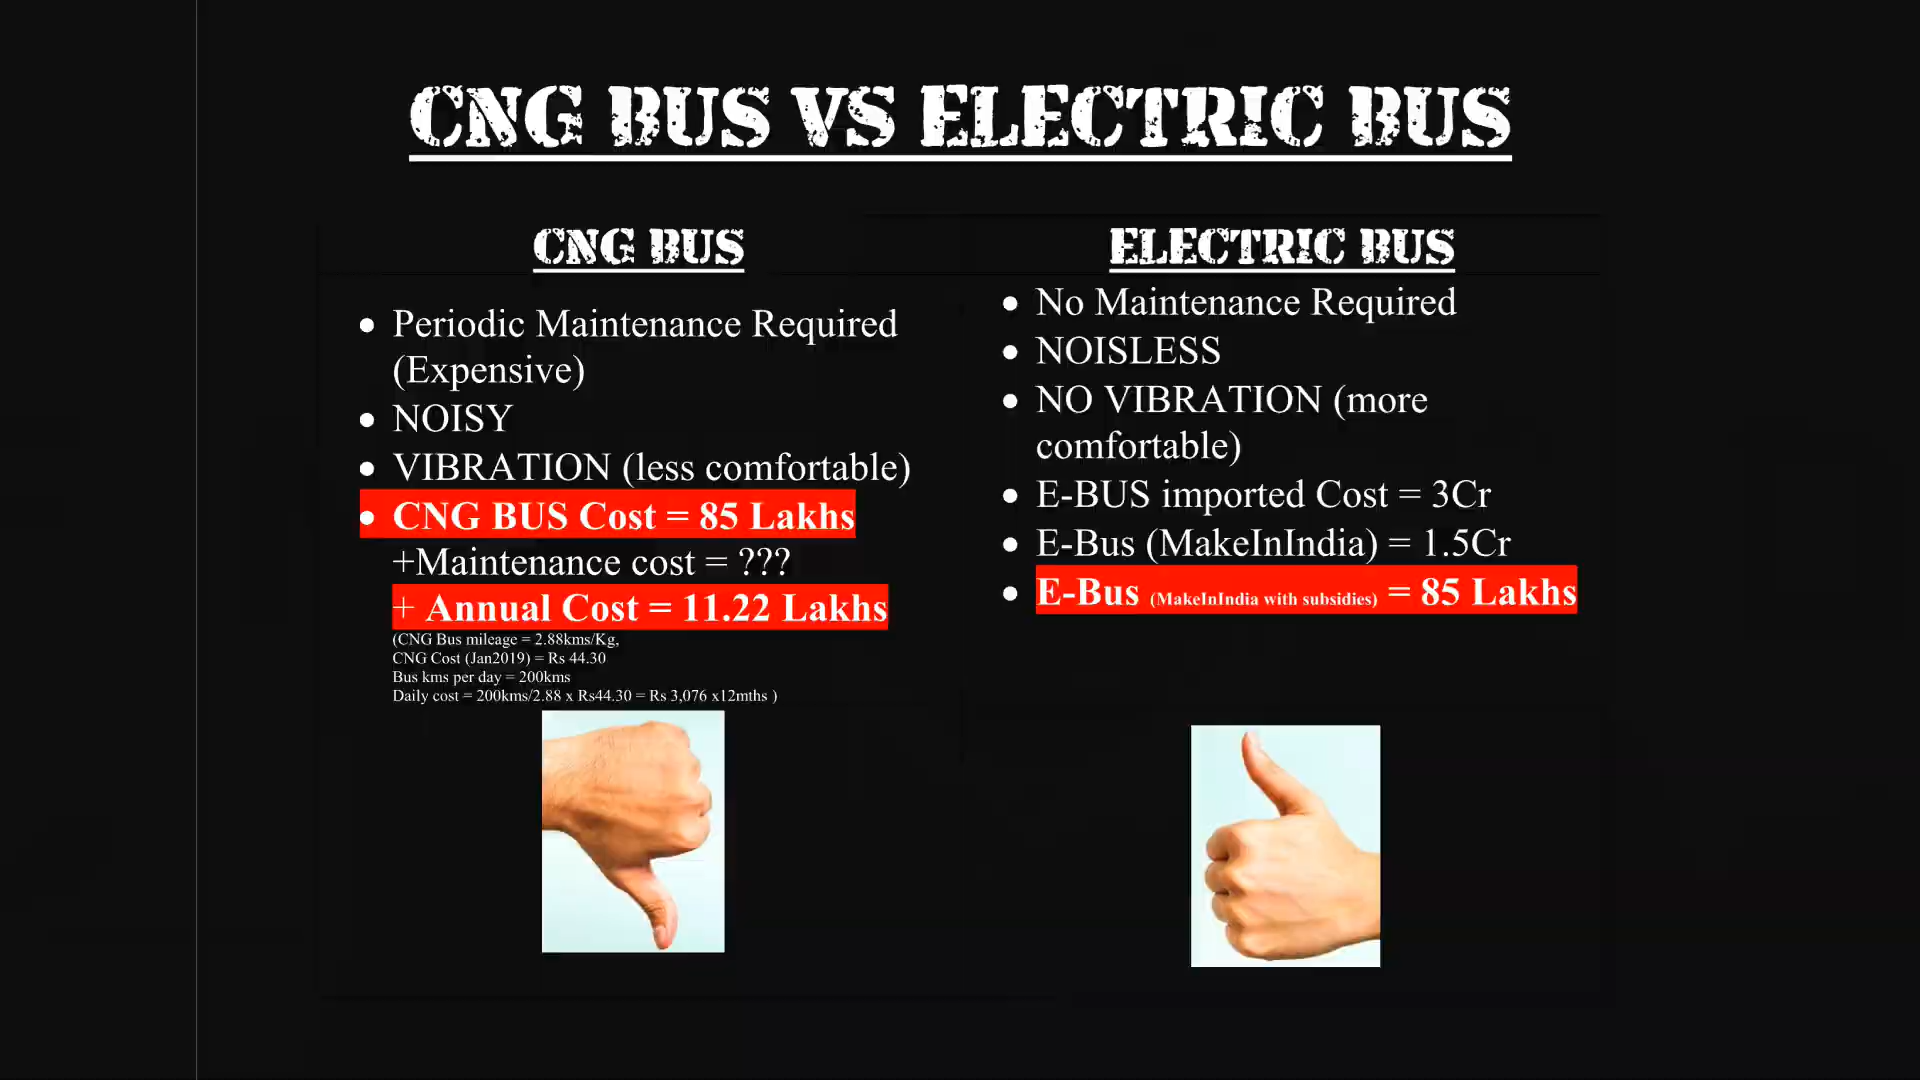 CNG BUS VS ELECTRIC BUS
CNG BUS
• Periodic Maintenance Required
(Expensive)
• NOISY
• VIBRATION (less comfortable)
• CNG BUS Cost = 85 Lakhs
+Maintenance cost = ???
+ Annual Cost = 11.22 Lakhs
(CNG Bus mileage = 2.88kms/Kg,
CNG Cost (Jan2019) = Rs 44.30
Bus kms per day = 200kms
Daily cost = 200kms/2.88 x Rs44.30 = Rs 3,076 x12mths )
ELECTRIC BUS
• No Maintenance Required
• NOISLESS
• NO VIBRATION (more
comfortable)
• E-BUS imported Cost = 3Cr
• E-Bus (MakeInIndia) = 1.5Cr
• E-Bus (MakeInIndia with subsidies) = 85 Lakhs